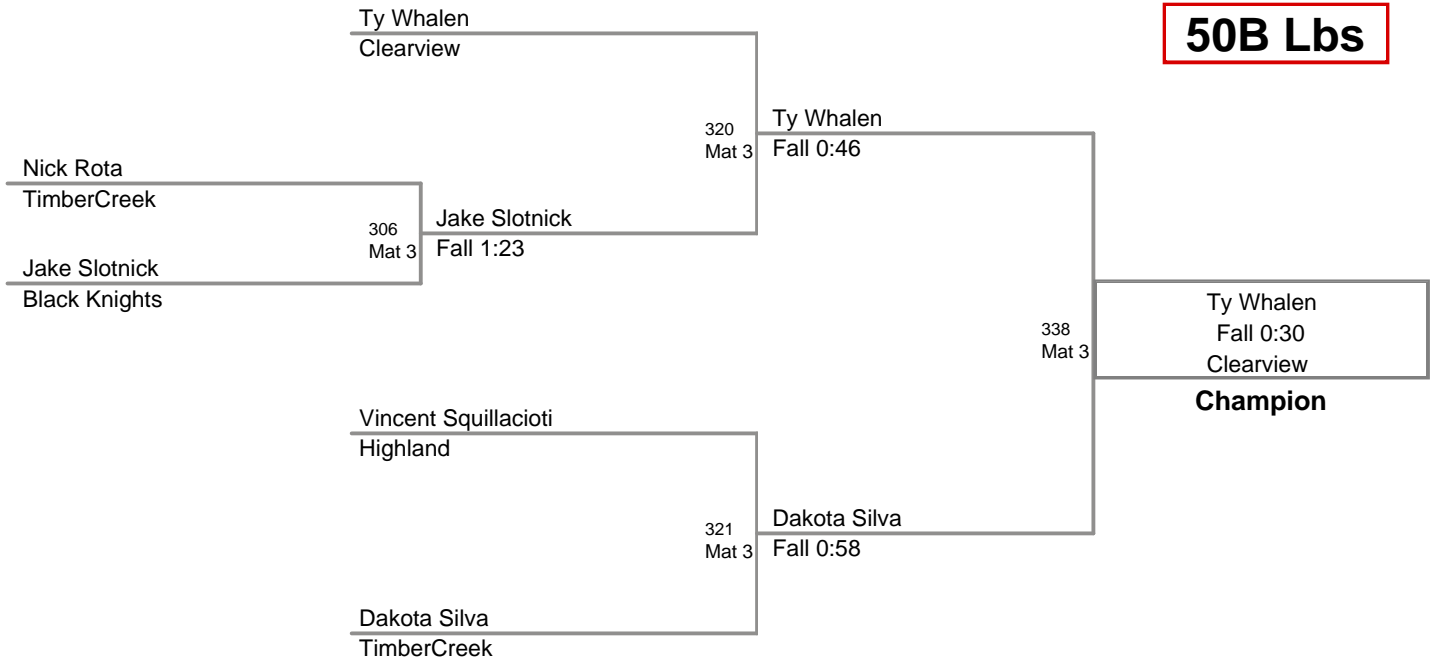 Ty Whalen
Clearview
50B Lbs
320
Mat 3
Ty Whalen
Fall 0:46
Nick Rota
TimberCreek
306
Mat 3
Jake Slotnick
Fall 1:23
Jake Slotnick
Black Knights
338
Mat 3
Ty Whalen
Fall 0:30
Clearview
Champion
Vincent Squillacioti
Highland
321
Mat 3
Dakota Silva
Fall 0:58
Dakota Silva
TimberCreek